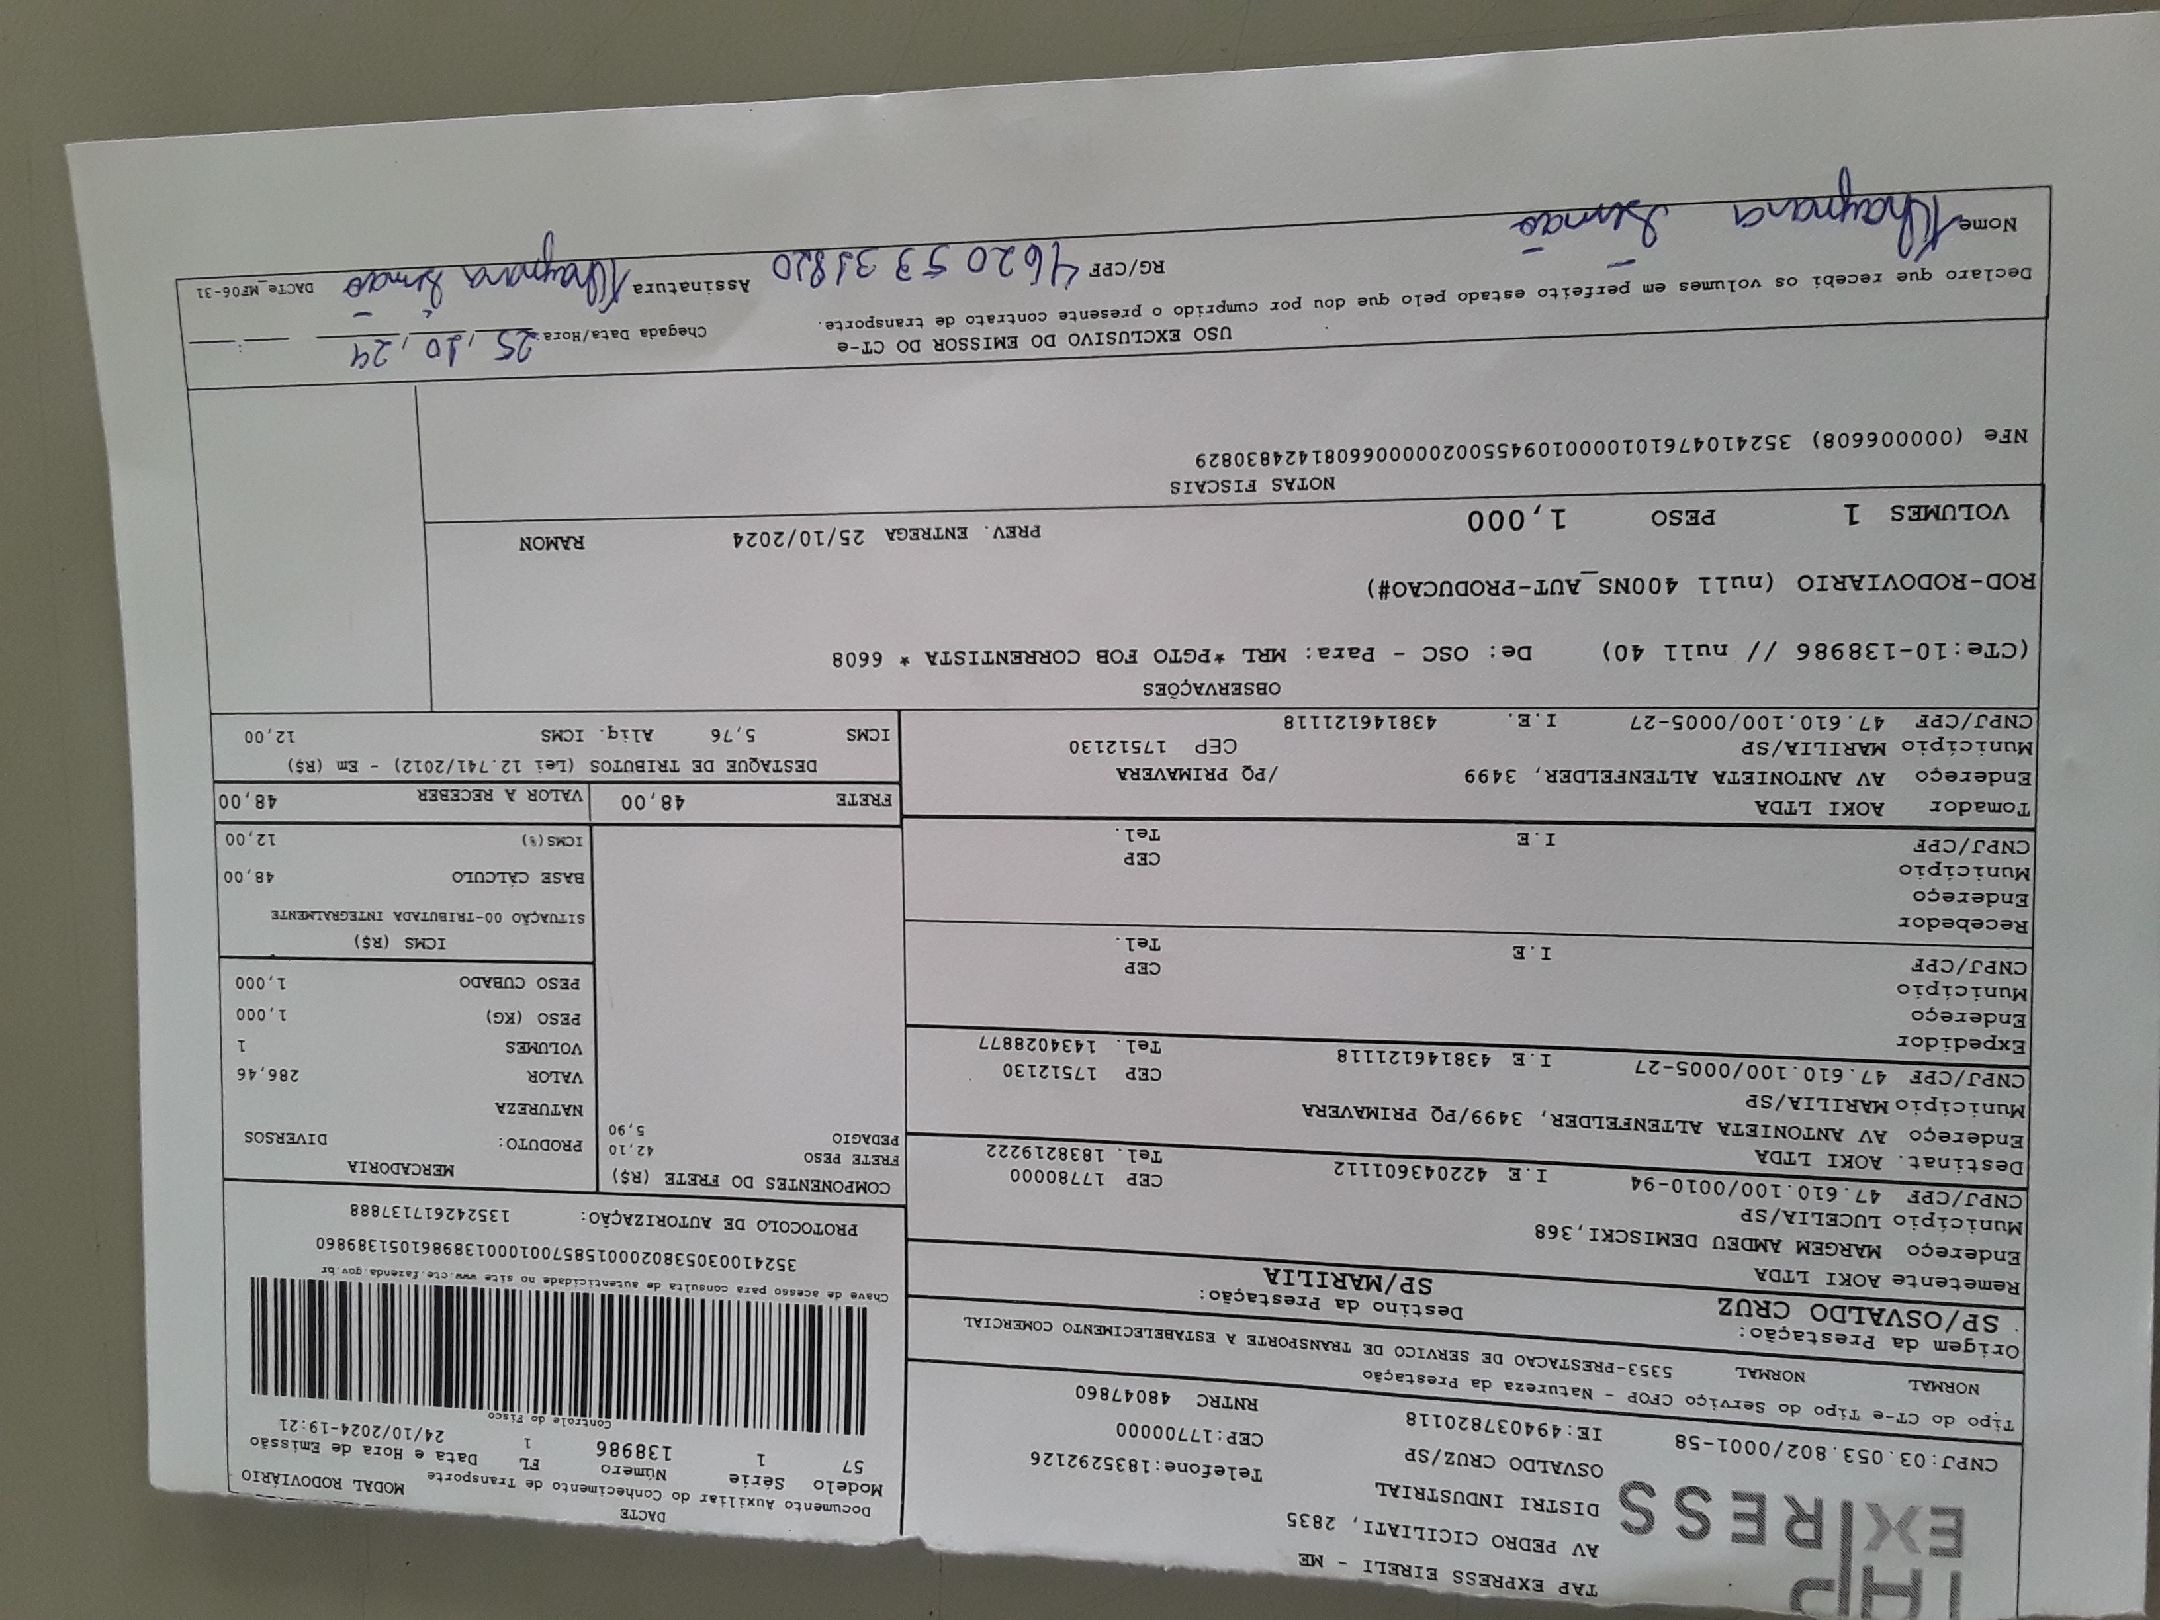 TAP EXPRESS EIRELI - ME
AV PEDRO CICILIATI, 2835
DISTRI INDUSTRIAL
OSVALDO CRUZ/SP Telefone:1835292126
EXPRESS
CNPJ:03.053.802/0001-58 IE:494037820118 CEP:17700000
RNTRC 48047860
DACTE
Documento Auxiliar do Conhecimento de Transporte MODAL RODOVIÁRIO
Modelo Série Número FL Data e Hora de Emissão
57 1 138986 1 24/10/2024-19:21
Controle do Fisco
Chave de acesso para consulta de autenticidade no site www.cte.fazenda.gov.br
35241003053802000158570010001389861051389860
PROTOCOLO DE AUTORIZAÇÃO: 135242617137888
Tipo do CT-e Tipo do Serviço CFOP - Natureza da Prestação
NORMAL NORMAL 5353-PRESTACAO DE SERVICO DE TRANSPORTE A ESTABELECIMENTO COMERCIAL
Origem da Prestação: Destino da Prestação:
SP/OSVALDO CRUZ SP/MARILIA
Remetente AOKI LTDA
Endereço MARGEM AMDEU DEMISCKI,368
Município LUCELIA/SP CEP 17780000
CNPJ/CPF 47.610.100/0010-94 I.E 422043601112 Tel. 1838219222
Destinat. AOKI LTDA
Endereço AV ANTONIETA ALTENFELDER, 3499/PQ PRIMAVERA
Município MARILIA/SP CEP 17512130
CNPJ/CPF 47.610.100/0005-27 I.E 438146121118 Tel. 1434028877
Expedidor
Endereço
Município CEP
CNPJ/CPF I.E Tel.
Recebedor
Endereço
Município CEP
CNPJ/CPF I.E Tel.
Tomador AOKI LTDA
Endereço AV ANTONIETA ALTENFELDER, 3499 /PQ PRIMAVERA
Município MARILIA/SP CEP 17512130
CNPJ/CPF 47.610.100/0005-27 I.E. 438146121118
COMPONENTES DO FRETE (R$)
FRETE PESO 42,10
PEDAGIO 5,90
MERCADORIA
PRODUTO: DIVERSOS
NATUREZA
VALOR 286,46
VOLUMES 1
PESO (KG) 1,000
PESO CUBADO 1,000
ICMS (R$)
SITUAÇÃO 00-TRIBUTADA INTEGRALMENTE
BASE CÁLCULO 48,00
ICMS(%) 12,00
FRETE 48,00 VALOR A RECEBER 48,00
DESTAQUE DE TRIBUTOS (Lei 12.741/2012) - Em (R$)
ICMS 5,76 Aliq. ICMS 12,00
OBSERVAÇÕES
(CTe:10-138986 // null 40) De: OSC - Para: MRL *PGTO FOB CORRENTISTA * 6608
ROD-RODOVIARIO (null 400NS_AUT-PRODUCAO#)
VOLUMES 1 PESO 1,000 PREV. ENTREGA 25/10/2024 RAMON
NOTAS FISCAIS
NFe (000006608) 35241047610100001094550020000066081424830829
USO EXCLUSIVO DO EMISSOR DO CT-e
Declaro que recebi os volumes em perfeito estado pelo que dou por cumprido o presente contrato de transporte. Chegada Data/Hora 25, 10, 24
Nome Thaynara Simão RG/CPF 46205331820 Assinatura Thaynara Simão DACTe_MF06-31